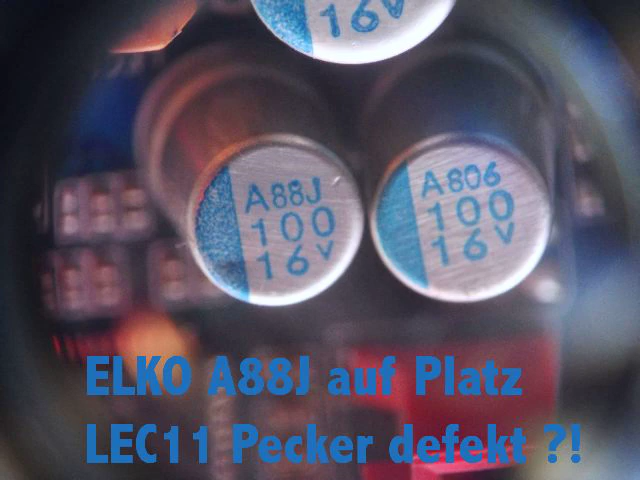 16V
A88J
100
16V
A806
100
16V
ELKO A88J auf Platz
LEC11 Pecker defekt ?!